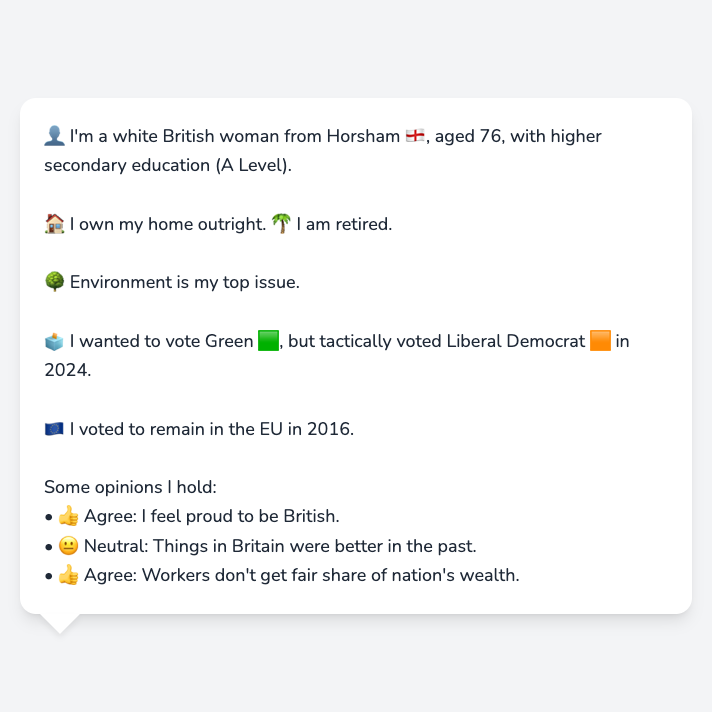 👤 I'm a white British woman from Horsham 🏴󠁧󠁢󠁥󠁮󠁧󠁿, aged 76, with higher
secondary education (A Level).
🏠 I own my home outright. 🌴 I am retired.
🌳 Environment is my top issue.
🗳️ I wanted to vote Green 🟩, but tactically voted Liberal Democrat 🟧 in
2024.
🇪🇺 I voted to remain in the EU in 2016.
Some opinions I hold:
• 👍 Agree: I feel proud to be British.
• 😐 Neutral: Things in Britain were better in the past.
• 👍 Agree: Workers don't get fair share of nation's wealth.